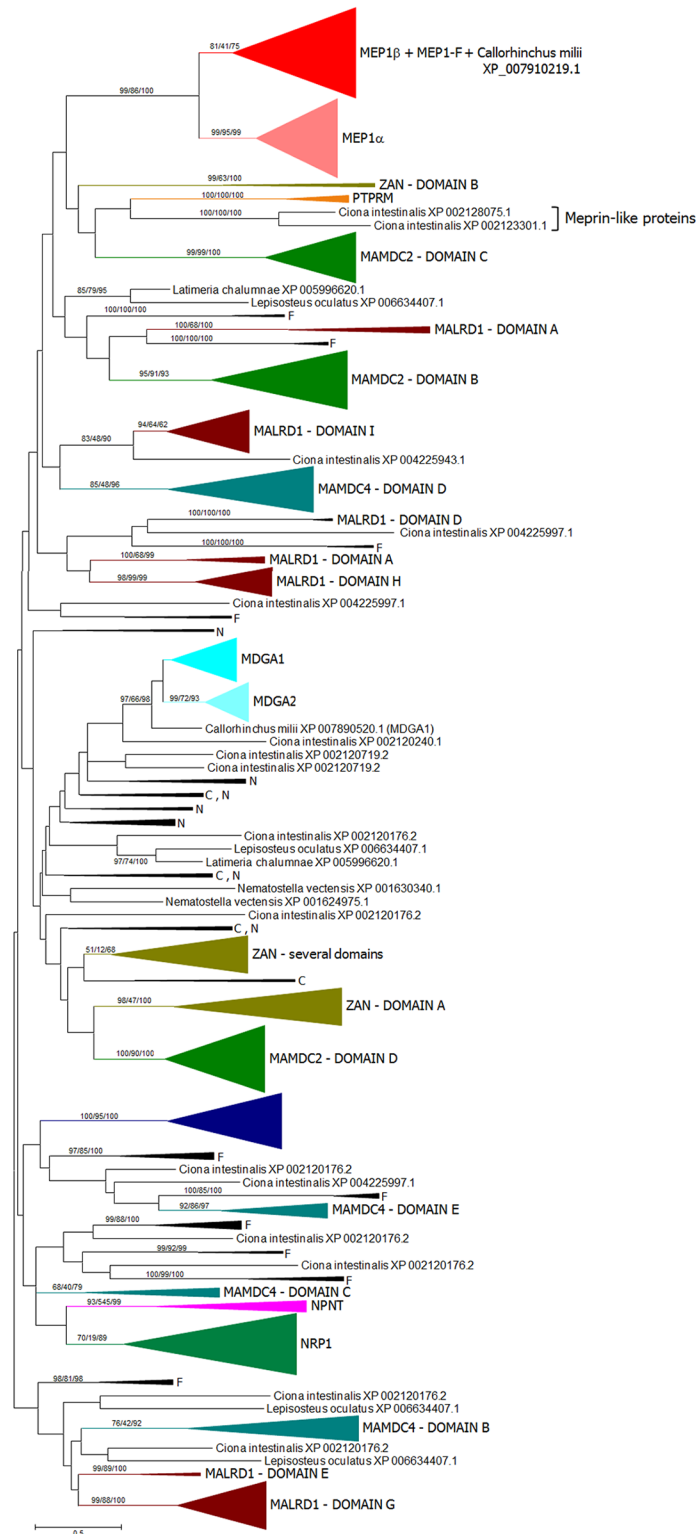 81/41/75
MEP1β + MEP1-F + Callorhinchus milii
XP_007910219.1
99/86/100
99/95/99
MEP1α
99/63/100
ZAN - DOMAIN B
100/100/100
PTPRM
100/100/100
Ciona intestinalis XP 002128075.1
Meprin-like proteins
Ciona intestinalis XP 002123301.1
99/99/100
MAMDC2 - DOMAIN C
85/79/95
Latimeria chalumnae XP 005996620.1
Lepisosteus oculatus XP 006634407.1
100/100/100
F
100/68/100
MALRD1 - DOMAIN A
100/100/100
F
95/91/93
MAMDC2 - DOMAIN B
94/64/62
MALRD1 - DOMAIN I
83/48/90
Ciona intestinalis XP 004225943.1
85/48/96
MAMDC4 - DOMAIN D
100/100/100
MALRD1 - DOMAIN D
Ciona intestinalis XP 004225997.1
100/100/100
F
100/68/99
MALRD1 - DOMAIN A
98/99/99
MALRD1 - DOMAIN H
Ciona intestinalis XP 004225997.1
F
N
MDGA1
97/66/98
99/72/93
MDGA2
Callorhinchus milii XP 007890520.1 (MDGA1)
Ciona intestinalis XP 002120240.1
Ciona intestinalis XP 002120719.2
Ciona intestinalis XP 002120719.2
N
C , N
N
N
Ciona intestinalis XP 002120176.2
Lepisosteus oculatus XP 006634407.1
97/74/100
Latimeria chalumnae XP 005996620.1
C , N
Nematostella vectensis XP 001630340.1
Nematostella vectensis XP 001624975.1
Ciona intestinalis XP 002120176.2
C , N
51/12/68
ZAN - several domains
C
98/47/100
ZAN - DOMAIN A
100/90/100
MAMDC2 - DOMAIN D
100/95/100
97/85/100
F
Ciona intestinalis XP 002120176.2
Ciona intestinalis XP 004225997.1
100/85/100
F
92/86/97
MAMDC4 - DOMAIN E
99/88/100
F
Ciona intestinalis XP 002120176.2
99/92/99
F
Ciona intestinalis XP 002120176.2
100/99/100
F
68/40/79
MAMDC4 - DOMAIN C
93/545/99
NPNT
70/19/89
NRP1
98/81/98
F
Ciona intestinalis XP 002120176.2
Lepisosteus oculatus XP 006634407.1
76/42/92
MAMDC4 - DOMAIN B
Ciona intestinalis XP 002120176.2
Lepisosteus oculatus XP 006634407.1
99/89/100
MALRD1 - DOMAIN E
99/88/100
MALRD1 - DOMAIN G
0.5